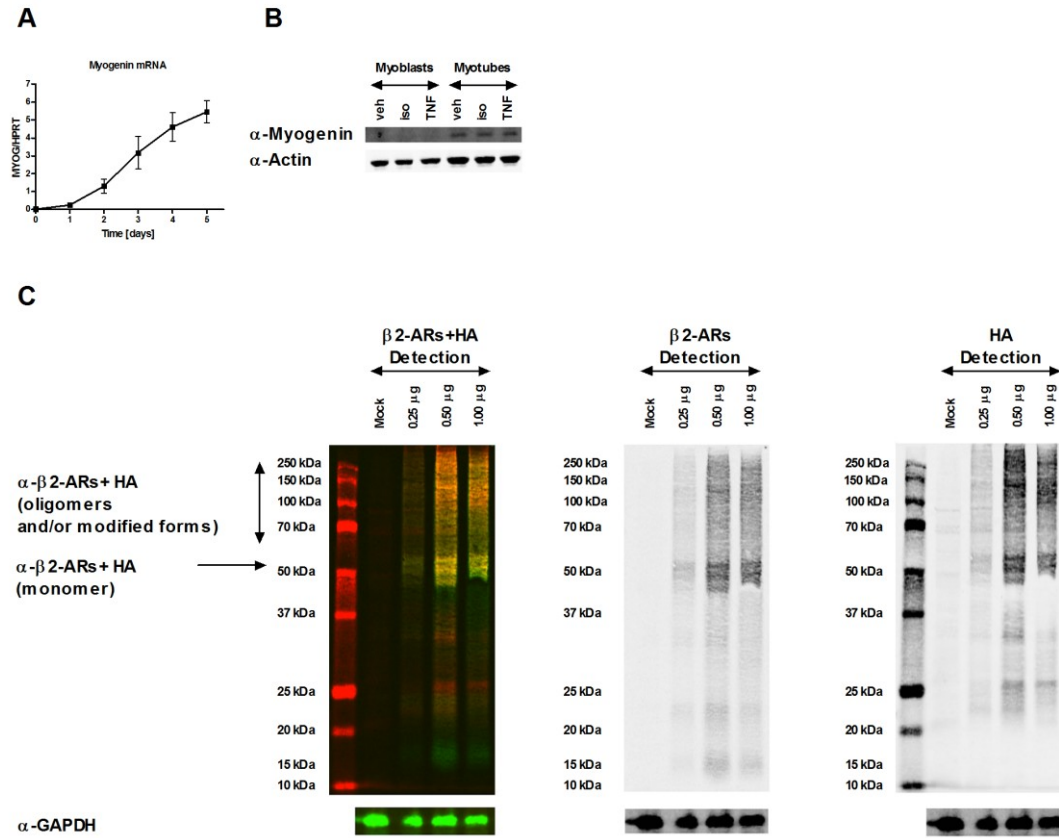 A
B
Myogenin mRNA
MYOG/HPRT
7
6
5
4
3
2
1
0
0 1 2 3 4 5
Time [days]
Myoblasts Myotubes
veh iso TNF veh iso TNF
α-Myogenin
α-Actin
C
β2-ARs+HA
Detection
Mock 0.25 μg 0.50 μg 1.00 μg
β2-ARs
Detection
Mock 0.25 μg 0.50 μg 1.00 μg
HA
Detection
Mock 0.25 μg 0.50 μg 1.00 μg
α-β2-ARs+HA
(oligomers
and/or modified forms)
α-β2-ARs+HA
(monomer)
250 kDa
150 kDa
100 kDa
70 kDa
50 kDa
37 kDa
25 kDa
20 kDa
15 kDa
10 kDa
250 kDa
150 kDa
100 kDa
70 kDa
50 kDa
37 kDa
25 kDa
20 kDa
15 kDa
10 kDa
250 kDa
150 kDa
100 kDa
70 kDa
50 kDa
37 kDa
25 kDa
20 kDa
15 kDa
10 kDa
α-GAPDH